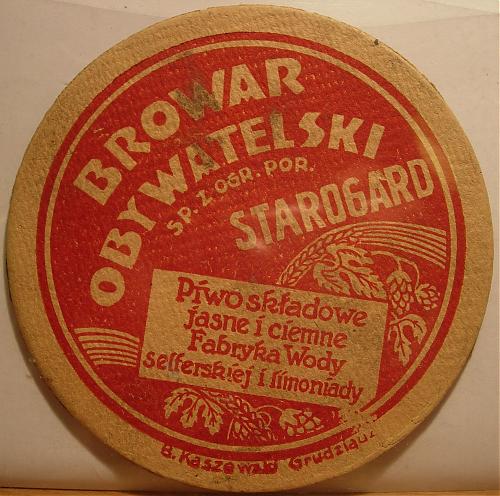 BROWAR
OBYWATELSKI
SP. Z OGR. POR.
STAROGARD
Piwo składowe
jasne i ciemne
Fabryka Wody
selterskiej i limoniady
B. Kaszewski Grudziądz